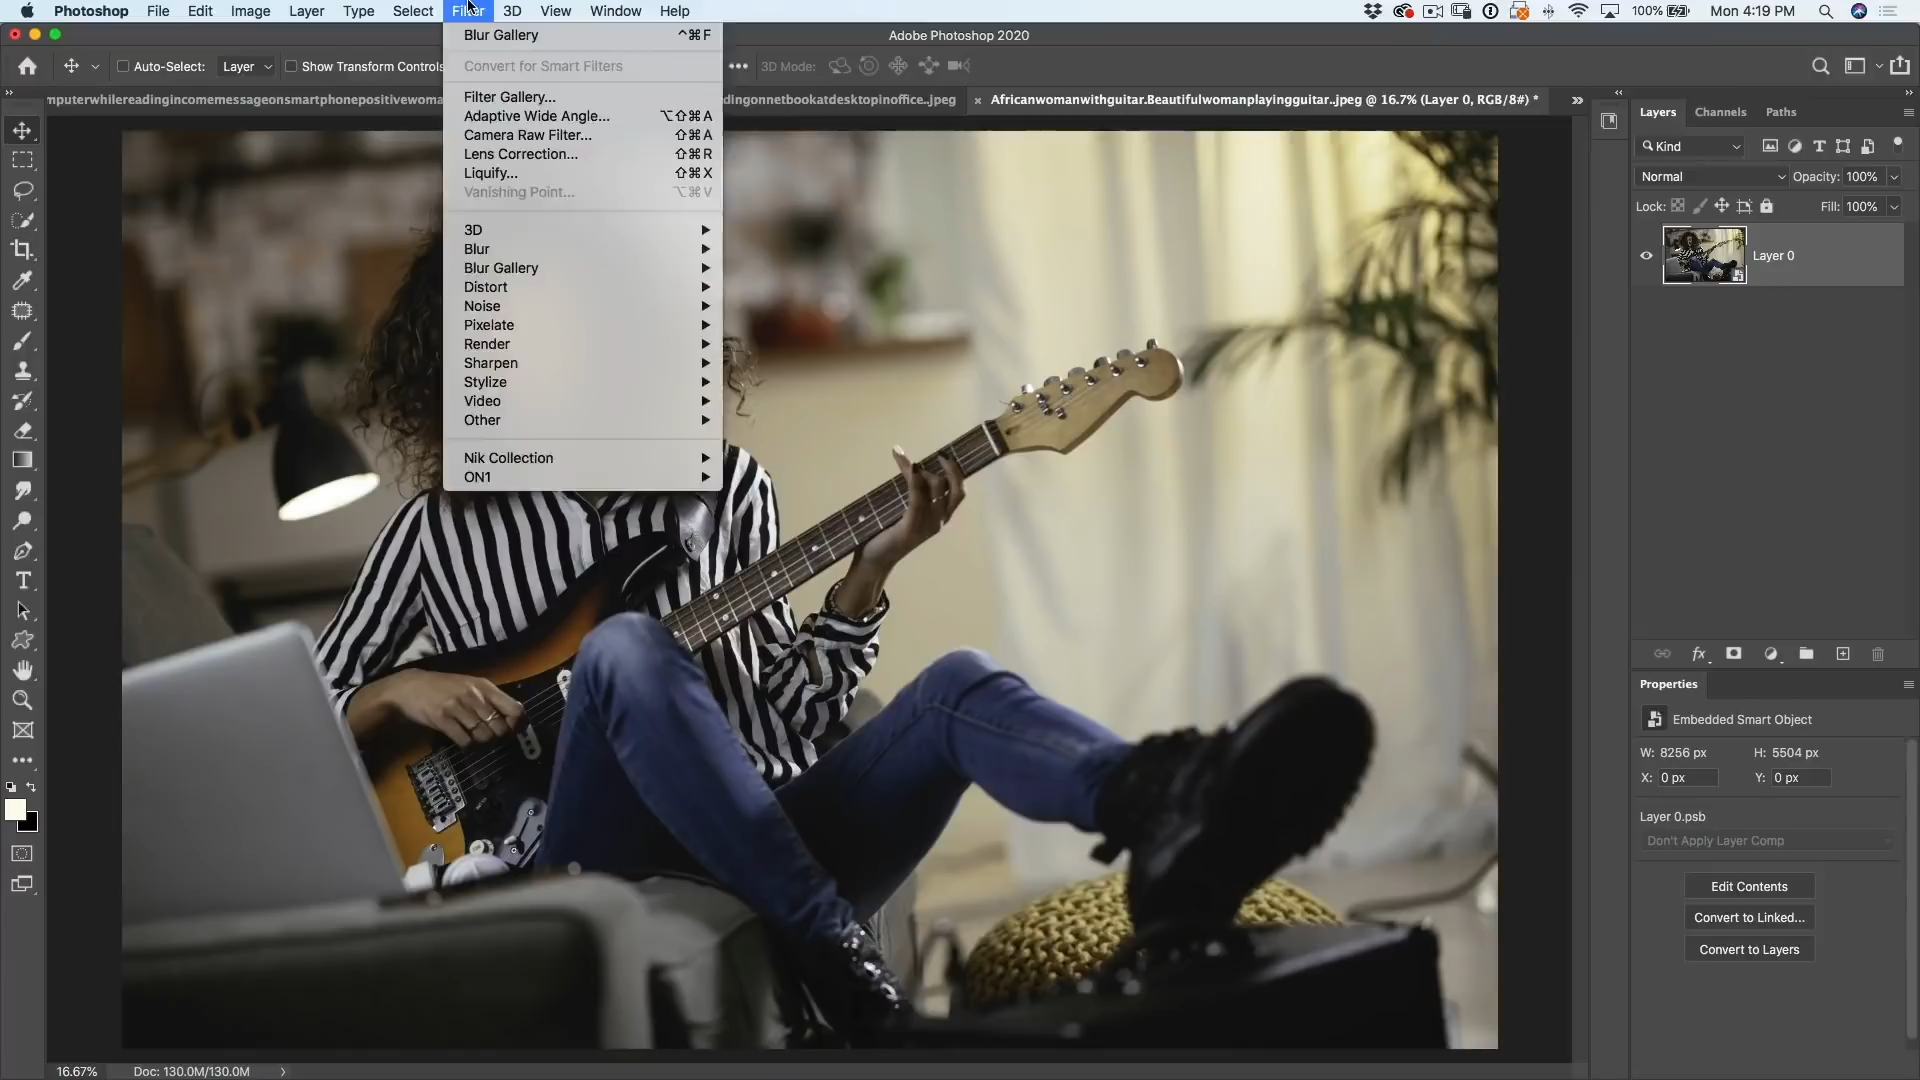 Photoshop File Edit Image Layer Type Select Filter 3D View Window Help 100% Mon 4:19 PM
Adobe Photoshop 2020
Auto-Select: Layer Show Transform Controls 3D Mode:
mputerwhilereadingincomemessageonsmartphonepositivewoma dingonnetbookatdesktopinoffice..jpeg × Africanwomanwithguitar.Beautifulwomanplayingguitar..jpeg @ 16.7% (Layer 0, RGB/8#) *
Blur Gallery ^⌘F
Convert for Smart Filters
Filter Gallery...
Adaptive Wide Angle... ⌥⇧⌘A
Camera Raw Filter... ⇧⌘A
Lens Correction... ⇧⌘R
Liquify... ⇧⌘X
Vanishing Point... ⌥⌘V
3D
Blur
Blur Gallery
Distort
Noise
Pixelate
Render
Sharpen
Stylize
Video
Other
Nik Collection
ON1
Layers Channels Paths
Kind
Normal Opacity: 100%
Lock: Fill: 100%
Layer 0
Properties
Embedded Smart Object
W: 8256 px H: 5504 px
X: 0 px Y: 0 px
Layer 0.psb
Don't Apply Layer Comp
Edit Contents
Convert to Linked...
Convert to Layers
16.67% Doc: 130.0M/130.0M